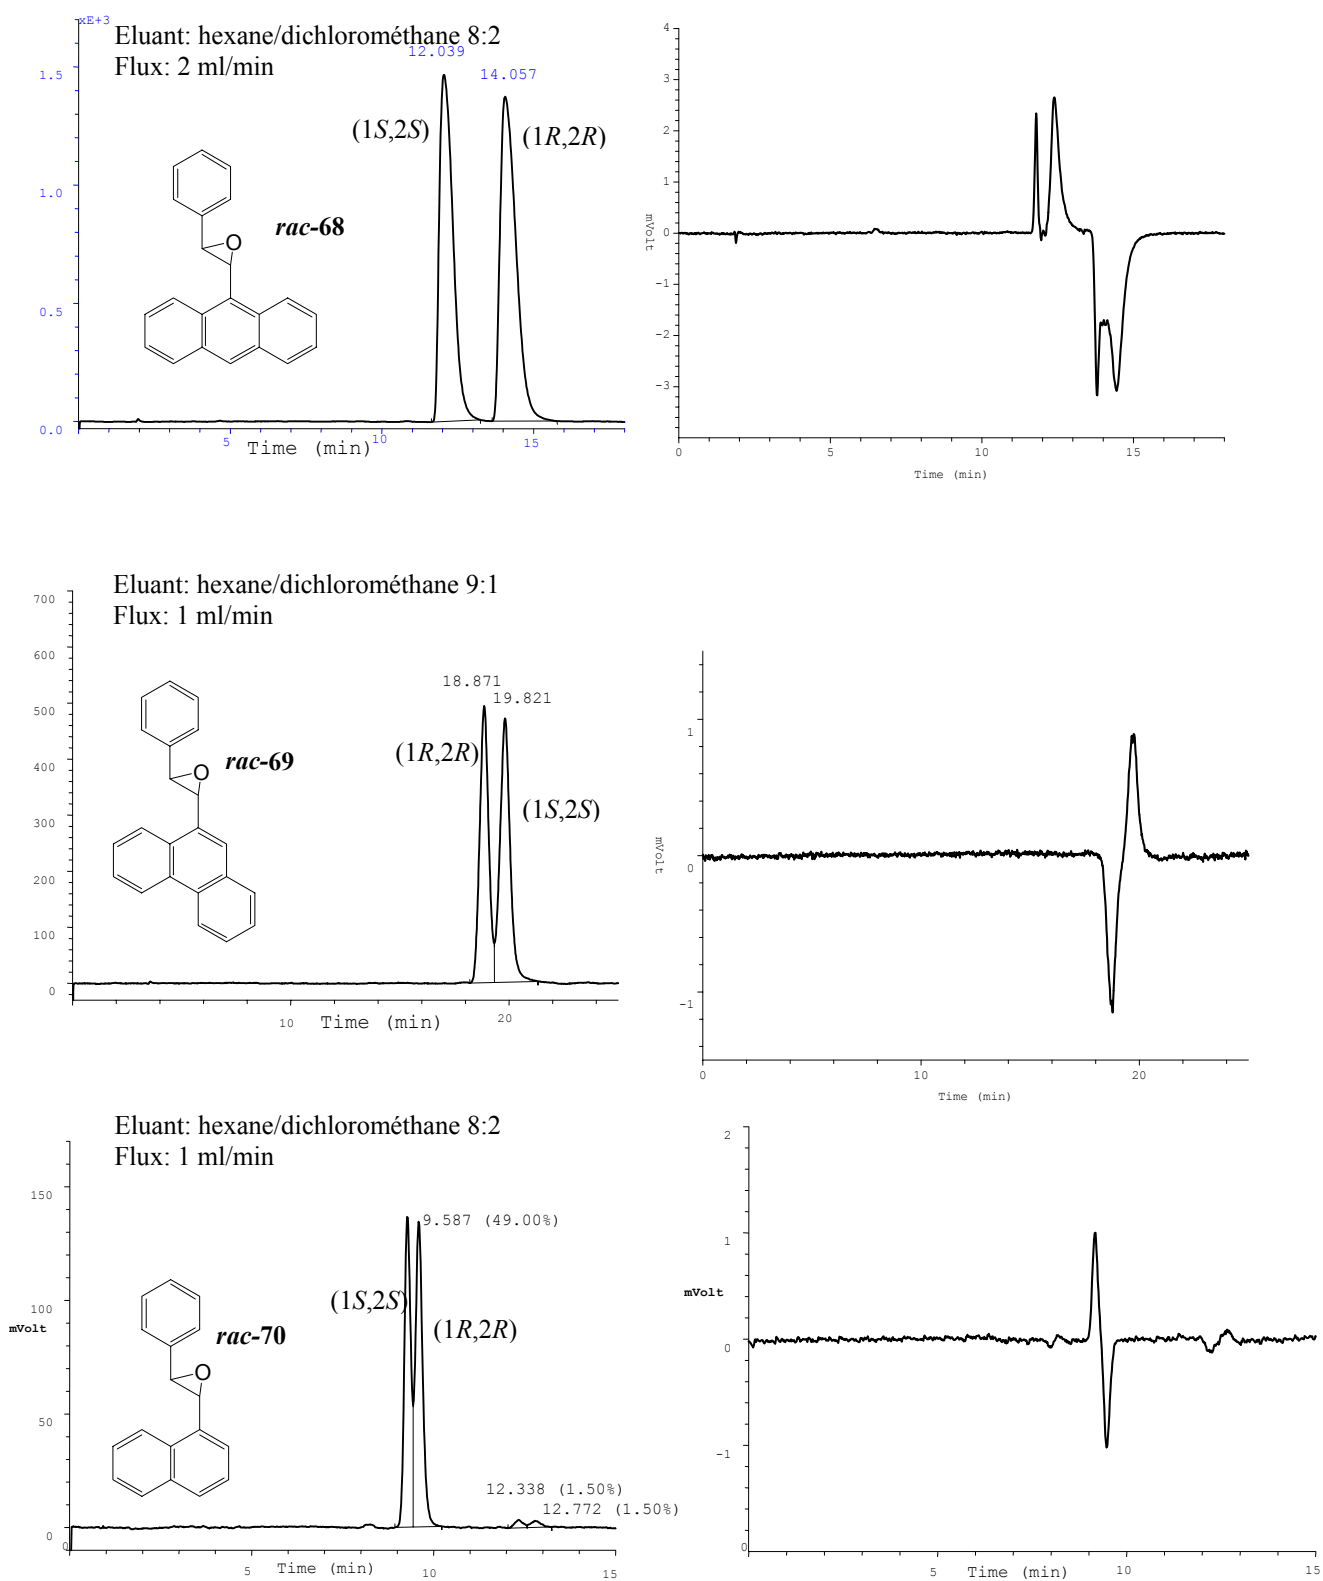 xE+3
Eluant: hexane/dichlorométhane 8:2
Flux: 2 ml/min
12.039
14.057
(1S,2S)
(1R,2R)
rac-68
O
1.5
1.0
0.5
0.0
5
10
15
Time (min)
4
3
2
1
0
-1
-2
-3
mVolt
0
5
10
15
Time (min)
Eluant: hexane/dichlorométhane 9:1
Flux: 1 ml/min
700
600
500
400
300
200
100
0
18.871
19.821
(1R,2R)
(1S,2S)
rac-69
O
10
Time (min)
20
1
0
-1
mVolt
0
10
20
Time (min)
Eluant: hexane/dichlorométhane 8:2
Flux: 1 ml/min
150
100
mVolt
50
0
0
9.587 (49.00%)
(1S,2S)
(1R,2R)
rac-70
O
12.338 (1.50%)
12.772 (1.50%)
5
Time (min)
10
15
2
1
mVolt
0
-1
0
5
Time (min)
10
15